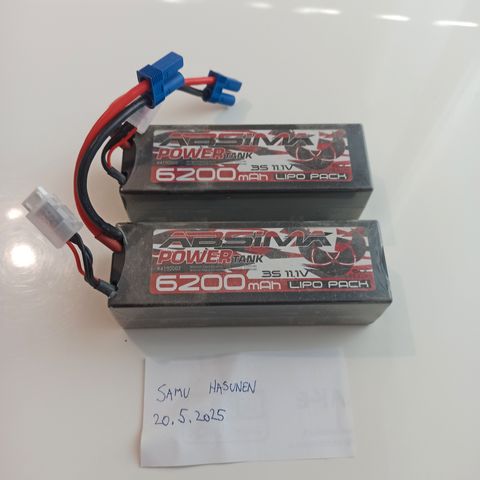 ABSIMA
POWER TANK
3S 11.1V
6200mAh LIPO PACK
ABSIMA
POWER TANK
3S 11.1V
6200mAh LIPO PACK
SAMU HASUNEN
20.5.2025